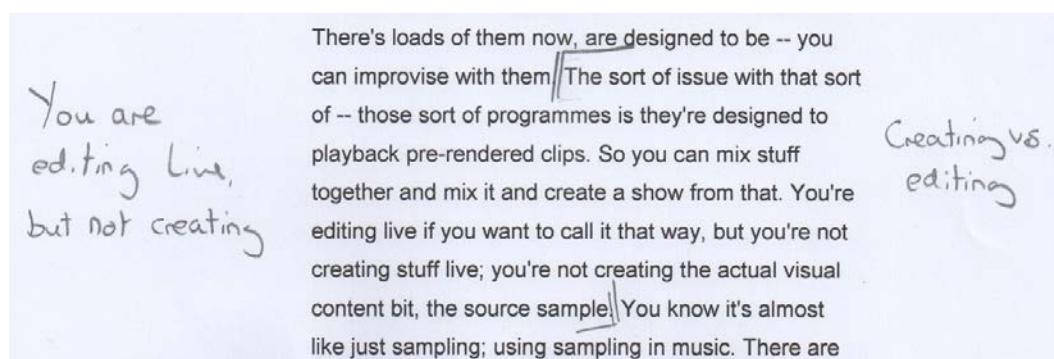 There's loads of them now, are designed to be -- you
can improvise with them. The sort of issue with that sort
of -- those sort of programmes is they're designed to
playback pre-rendered clips. So you can mix stuff
together and mix it and create a show from that. You're
editing live if you want to call it that way, but you're not
creating stuff live; you're not creating the actual visual
content bit, the source sample. You know it's almost
like just sampling; using sampling in music. There are
You are
editing Live,
but not creating
Creating vs.
editing